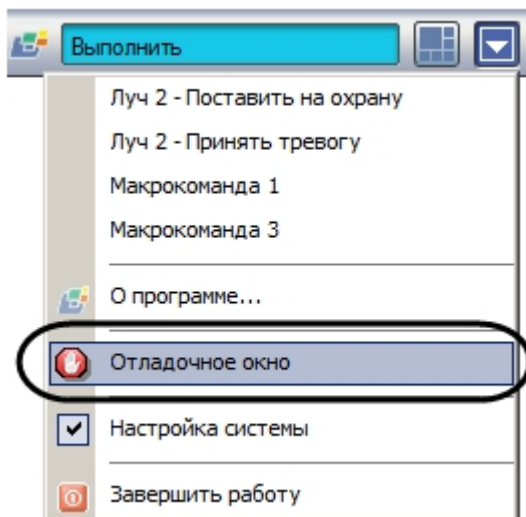 Выполнить
Луч 2 - Поставить на охрану
Луч 2 - Принять тревогу
Макрокоманда 1
Макрокоманда 3
О программе...
Отладочное окно
Настройка системы
Завершить работу